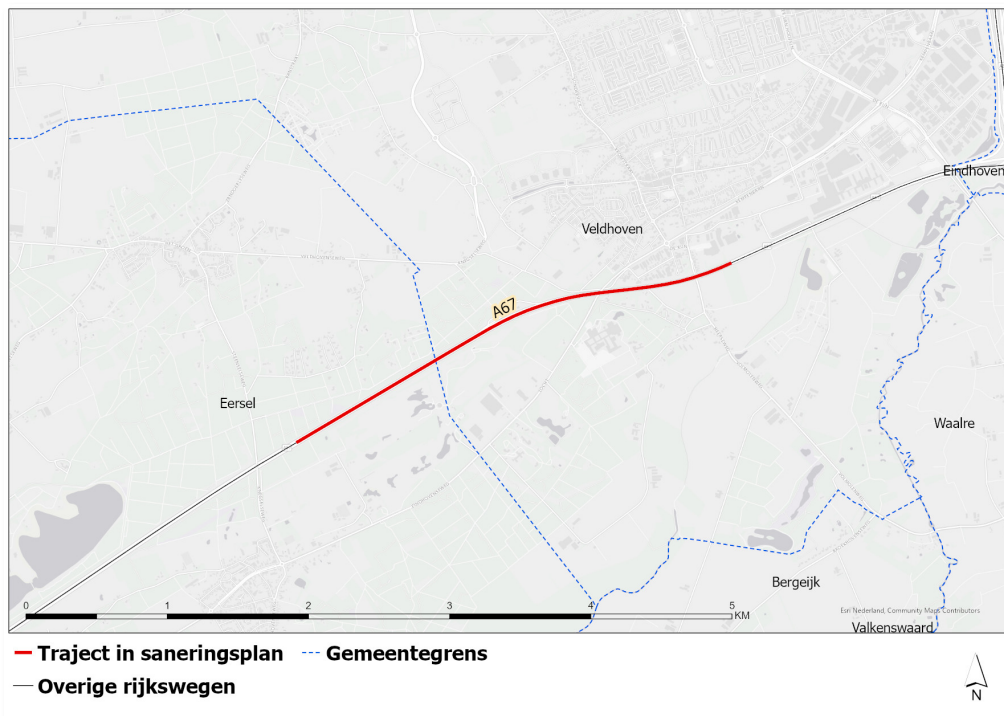 Eindhoven
Veldhoven
A67
Eersel
Waalre
Bergeijk
Esri Nederland, Community Maps Contributors
Valkenswaard
0 1 2 3 4 5
KM
Traject in saneringsplan
Gemeentegrens
Overige rijkswegen
N